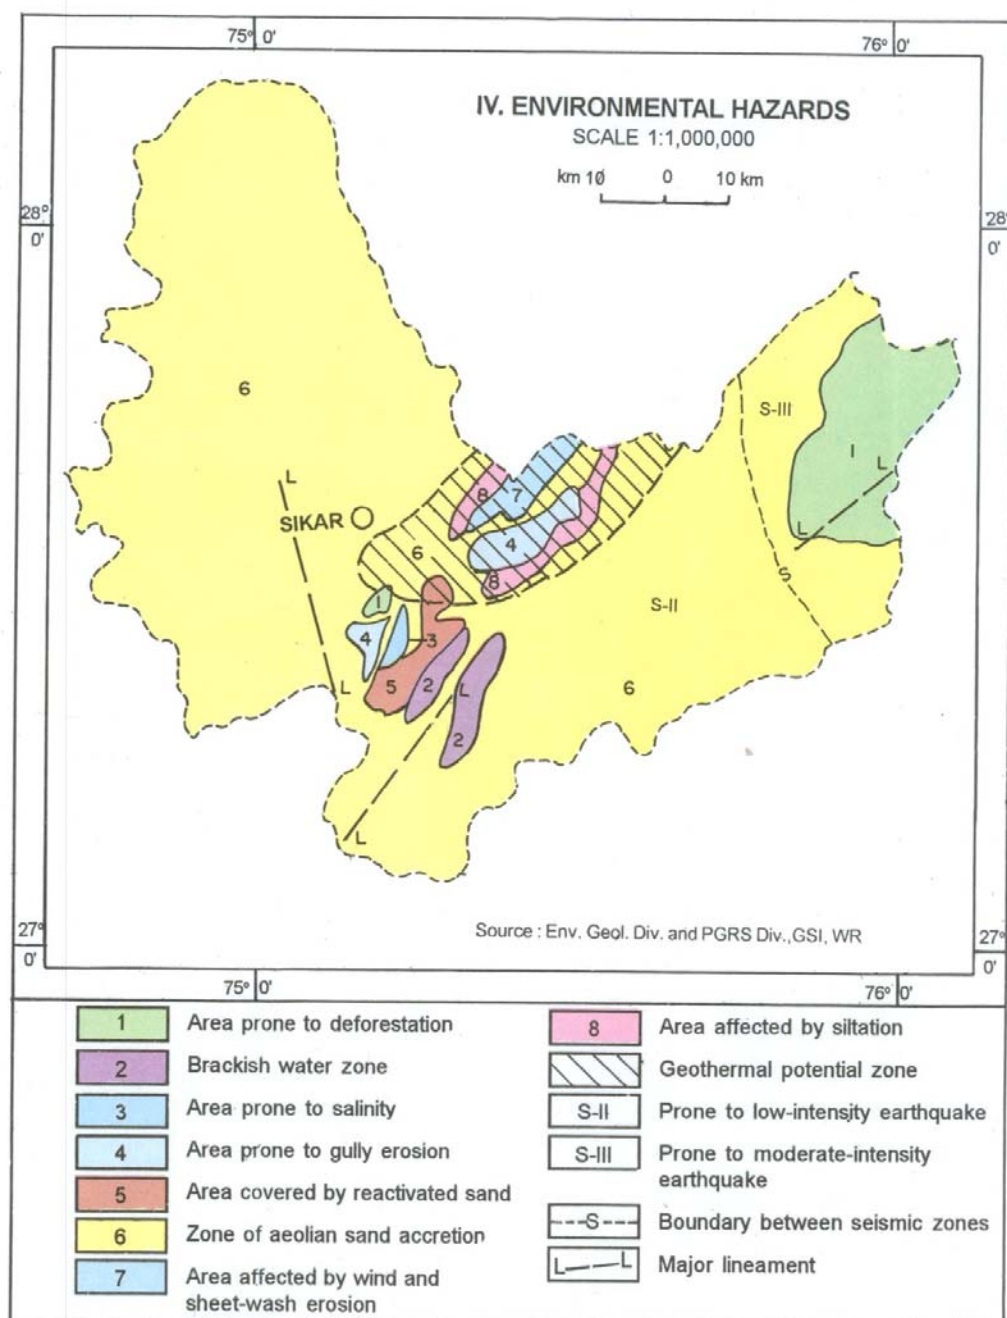 75° 0'
76° 0'
IV. ENVIRONMENTAL HAZARDS
SCALE 1:1,000,000
km 10 0 10 km
28°
0'
28°
0'
6
S-III
I
L
L
L
SIKAR
8
7
6
4
8
S
S-II
1
4
3
5
2
L
L
6
2
L
Source : Env. Geol. Div. and PGRS Div.,GSI, WR
27°
0'
27°
0'
75° 0'
76° 0'
1 Area prone to deforestation
2 Brackish water zone
3 Area prone to salinity
4 Area prone to gully erosion
5 Area covered by reactivated sand
6 Zone of aeolian sand accretion
7 Area affected by wind and
sheet-wash erosion
8 Area affected by siltation
Geothermal potential zone
S-II Prone to low-intensity earthquake
S-III Prone to moderate-intensity
earthquake
S Boundary between seismic zones
L L Major lineament